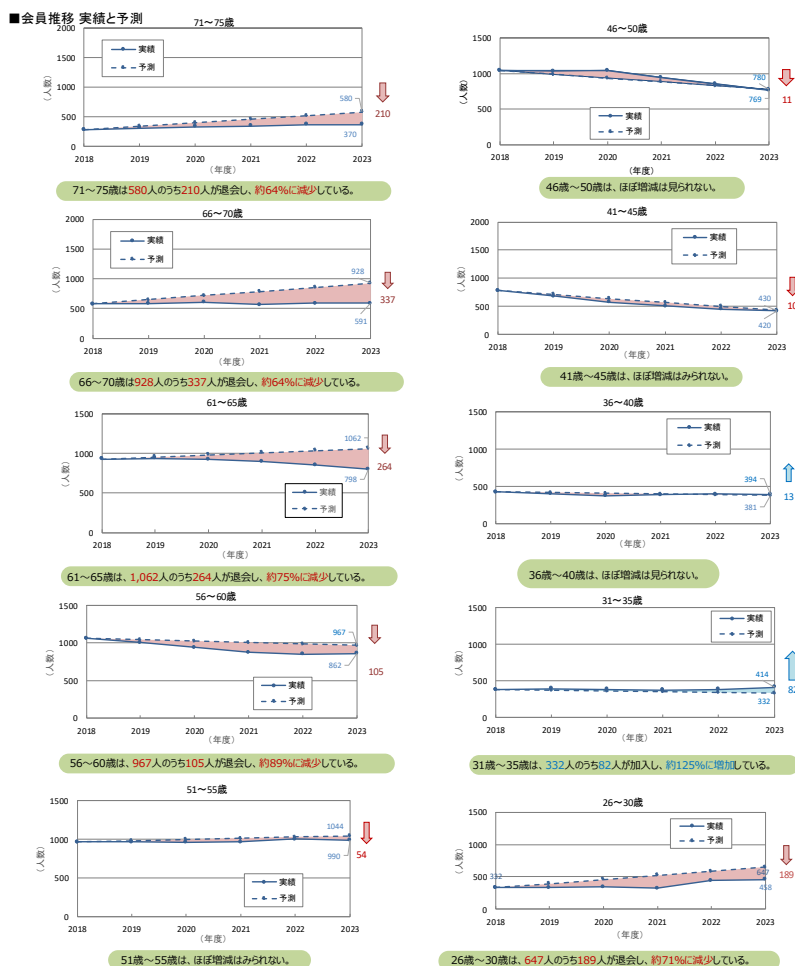 ■会員推移 実績と予測
71～75歳
2000
1500
1000
500
0
(人数)
実績
予測
580
370
210
2018 2019 2020 2021 2022 2023
(年度)
71～75歳は580人のうち210人が退会し、約64%に減少している。
66～70歳
2000
1500
1000
500
0
(人数)
実績
予測
928
591
337
2018 2019 2020 2021 2022 2023
(年度)
66～70歳は928人のうち337人が退会し、約64%に減少している。
61～65歳
1500
1000
500
0
(人数)
実績
予測
1062
798
264
2018 2019 2020 2021 2022 2023
(年度)
61～65歳は、1,062人のうち264人が退会し、約75%に減少している。
56～60歳
1500
1000
500
0
(人数)
実績
予測
967
862
105
2018 2019 2020 2021 2022 2023
(年度)
56～60歳は、967人のうち105人が退会し、約89%に減少している。
51～55歳
1500
1000
500
0
(人数)
実績
予測
1044
990
54
2018 2019 2020 2021 2022 2023
(年度)
51歳～55歳は、ほぼ増減はみられない。
46～50歳
1500
1000
500
0
(人数)
実績
予測
780
769
11
2018 2019 2020 2021 2022 2023
(年度)
46歳～50歳は、ほぼ増減は見られない。
41～45歳
2000
1500
1000
500
0
(人数)
実績
予測
430
420
10
2018 2019 2020 2021 2022 2023
(年度)
41歳～45歳は、ほぼ増減はみられない。
36～40歳
1500
1000
500
0
(人数)
実績
予測
394
381
13
2018 2019 2020 2021 2022 2023
(年度)
36歳～40歳は、ほぼ増減は見られない。
31～35歳
1500
1000
500
0
(人数)
実績
予測
414
332
82
2018 2019 2020 2021 2022 2023
(年度)
31歳～35歳は、332人のうち82人が加入し、約125%に増加している。
26～30歳
1500
1000
500
0
(人数)
実績
予測
332
647
458
189
2018 2019 2020 2021 2022 2023
(年度)
26歳～30歳は、647人のうち189人が退会し、約71%に減少している。